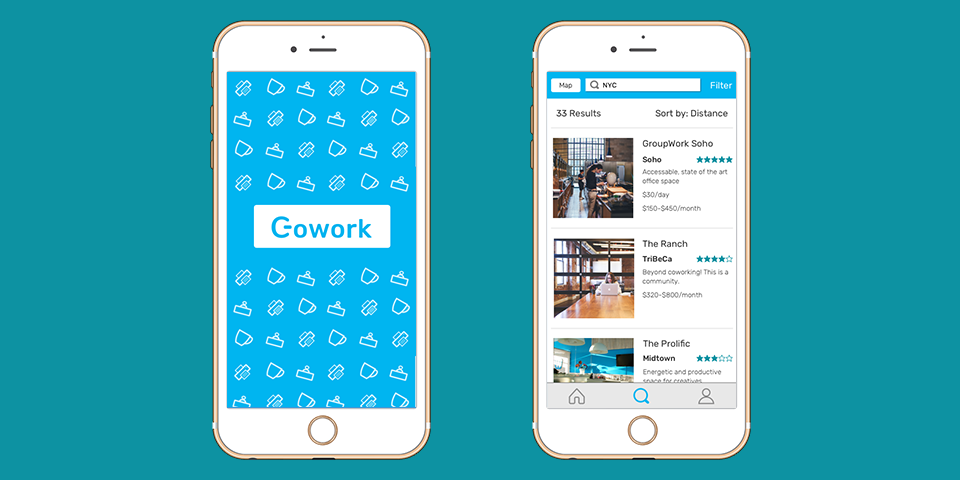 Gowork
Map
NYC
Filter
33 Results
Sort by: Distance
GroupWork Soho
Soho
Accessable, state of the art
office space
$30/day
$150-$450/month
The Ranch
TriBeCa
Beyond coworking! This is a
community.
$320-$800/month
The Prolific
Midtown
Energetic and productive
space for creatives